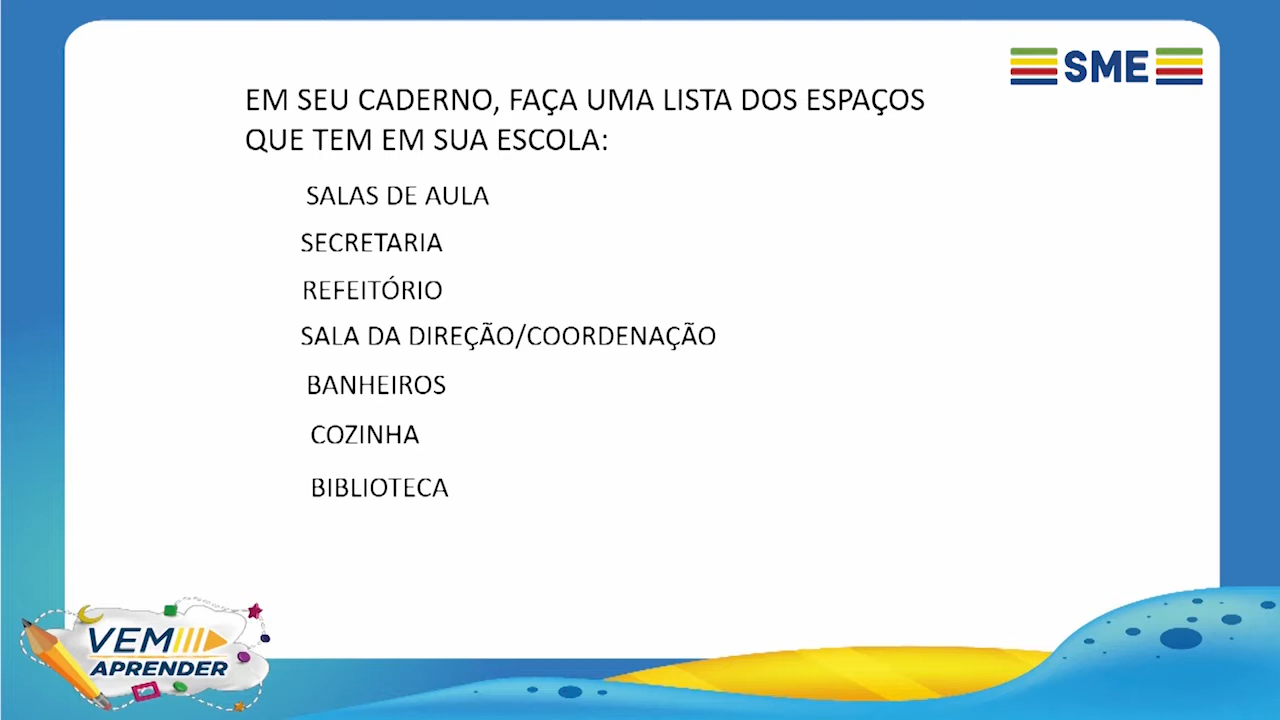 SME
EM SEU CADERNO, FAÇA UMA LISTA DOS ESPAÇOS
QUE TEM EM SUA ESCOLA:
SALAS DE AULA
SECRETARIA
REFEITÓRIO
SALA DA DIREÇÃO/COORDENAÇÃO
BANHEIROS
COZINHA
BIBLIOTECA
VEM
APRENDER